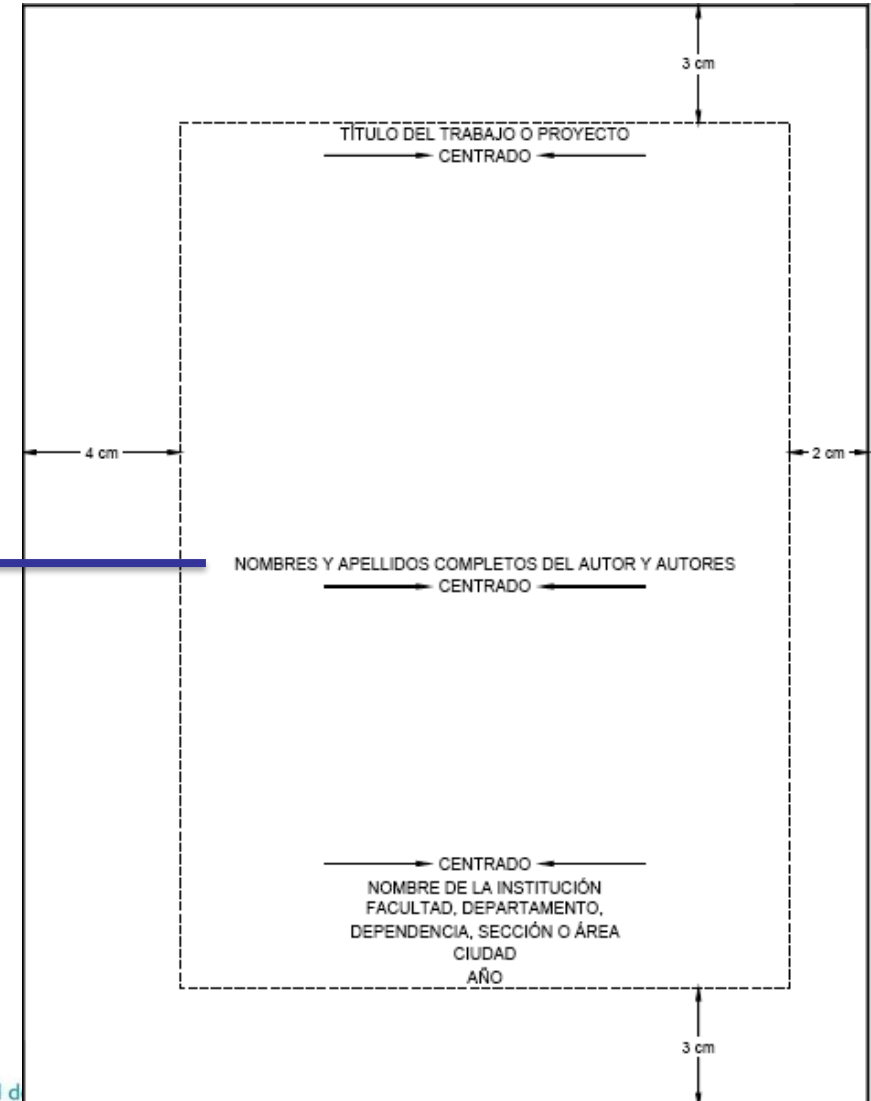 3 cm
TÍTULO DEL TRABAJO O PROYECTO
CENTRADO
4 cm
2 cm
NOMBRES Y APELLIDOS COMPLETOS DEL AUTOR Y AUTORES
CENTRADO
CENTRADO
NOMBRE DE LA INSTITUCIÓN
FACULTAD, DEPARTAMENTO,
DEPENDENCIA, SECCIÓN O ÁREA
CIUDAD
AÑO
3 cm